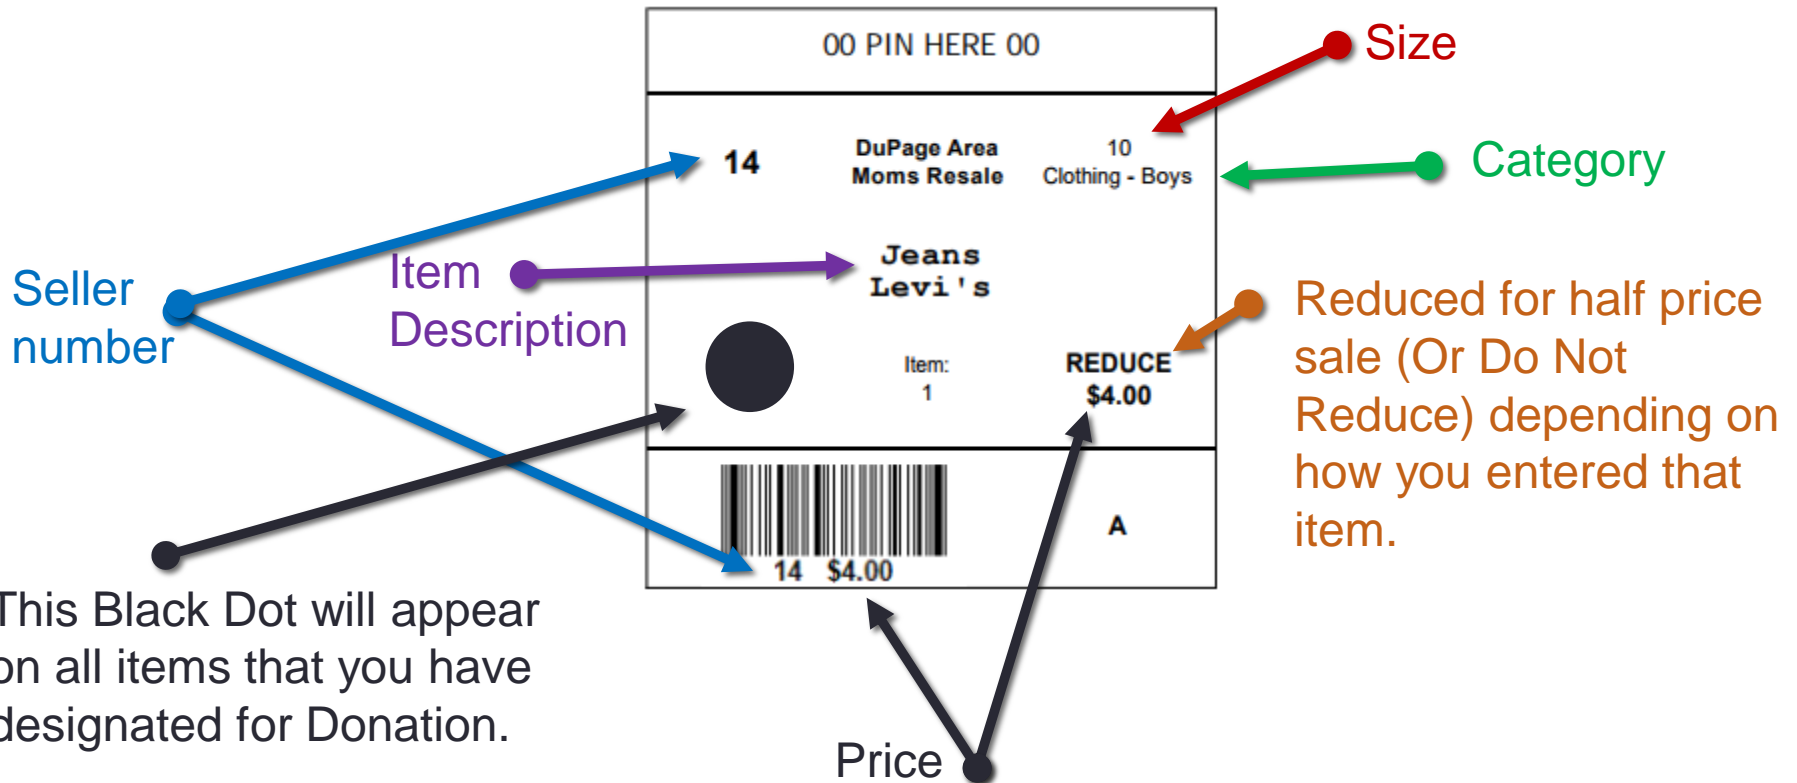 00 PIN HERE 00
Size
14
DuPage Area
Moms Resale
10
Clothing - Boys
Category
Jeans
Levi's
Seller
number
Item
Description
Item:
1
REDUCE
$4.00
Reduced for half price
sale (Or Do Not
Reduce) depending on
how you entered that
item.
14 $4.00
A
This Black Dot will appear
on all items that you have
designated for Donation.
Price